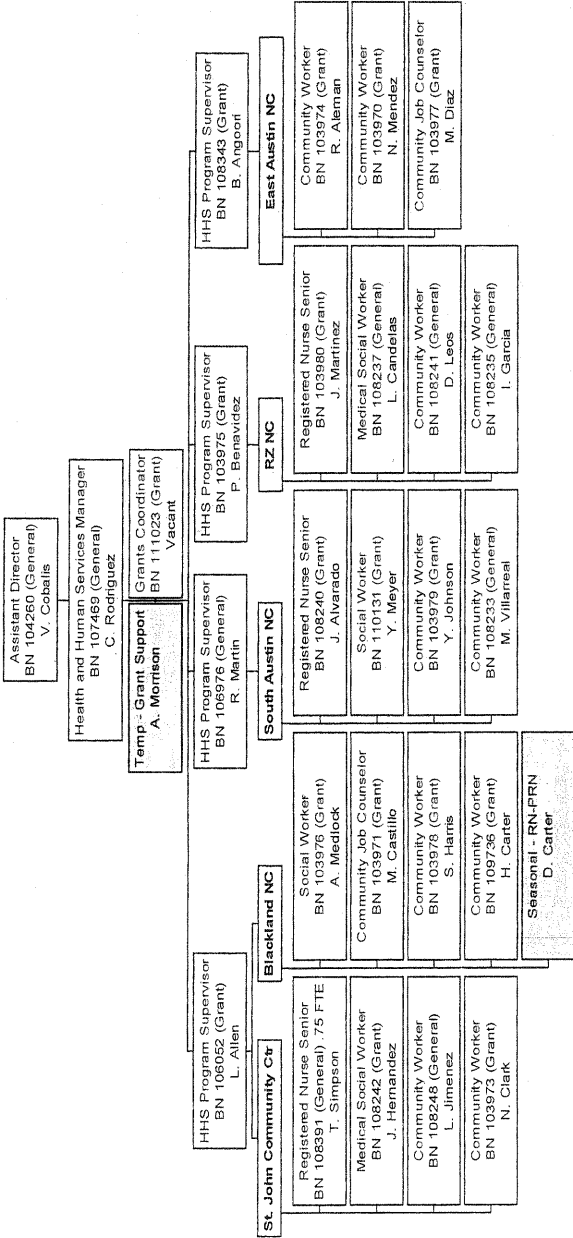 Assistant Director
BN 104260 (General)
V. Cobalis
Health and Human Services Manager
BN 107469 (General)
C. Rodriguez
Temp - Grant Support
A. Morrison
Grants Coordinator
BN 111023 (Grant)
Vacant
HHS Program Supervisor
BN 106052 (Grant)
L. Allen
HHS Program Supervisor
BN 106976 (General)
R. Martin
HHS Program Supervisor
BN 103975 (Grant)
P. Benavidez
HHS Program Supervisor
BN 108343 (Grant)
B. Angoori
St. John Community Ctr
Registered Nurse Senior
BN 108391 (General) .75 FTE
T. Simpson
Medical Social Worker
BN 108242 (Grant)
J. Hernandez
Community Worker
BN 108248 (General)
L. Jimenez
Community Worker
BN 103973 (Grant)
N. Clark
Blackland NC
Social Worker
BN 103976 (Grant)
A. Medlock
Community Job Counselor
BN 103971 (Grant)
M. Castillo
Community Worker
BN 103978 (Grant)
S. Harris
Community Worker
BN 109736 (Grant)
H. Carter
Seasonal - RN-PRN
D. Carter
South Austin NC
Registered Nurse Senior
BN 108240 (Grant)
J. Alvarado
Social Worker
BN 110131 (Grant)
Y. Meyer
Community Worker
BN 103979 (Grant)
Y. Johnson
Community Worker
BN 108233 (General)
M. Villarreal
RZ NC
Registered Nurse Senior
BN 103980 (Grant)
J. Martinez
Medical Social Worker
BN 108237 (General)
L. Candelas
Community Worker
BN 108241 (General)
D. Leos
Community Worker
BN 108235 (General)
I. Garcia
East Austin NC
Community Worker
BN 103974 (Grant)
R. Aleman
Community Worker
BN 103970 (Grant)
N. Mendez
Community Job Counselor
BN 103977 (Grant)
M. Diaz